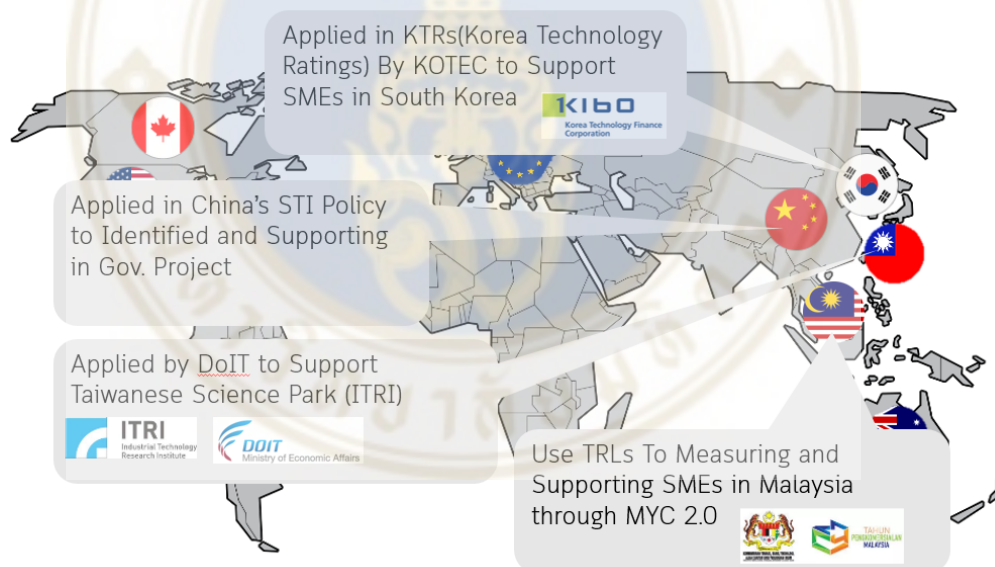 Applied in KTRs(Korea Technology
Ratings) By KOTEC to Support
SMEs in South Korea
KIBO
Korea Technology Finance
Corporation
Applied in China’s STI Policy
to Identified and Supporting
in Gov. Project
Applied by DoIT to Support
Taiwanese Science Park (ITRI)
ITRI
Industrial Technology
Research Institute
DOIT
Ministry of Economic Affairs
Use TRLs To Measuring and
Supporting SMEs in Malaysia
through MYC 2.0
TAHUN
PENGKOMERSIALAN
MALAYSIA